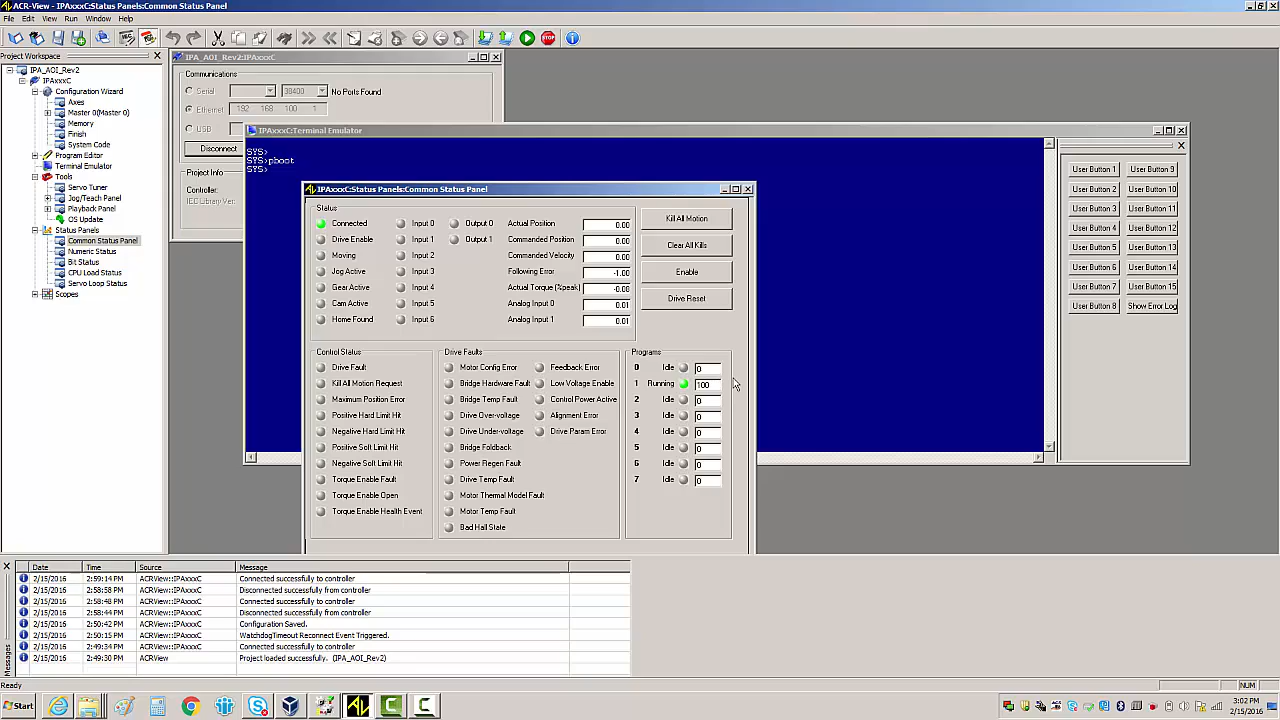 ACR-View - IPAxxxC:Status Panels:Common Status Panel
File Edit View Run Window Help
Project Workspace
IPA_AOI_Rev2
IPAxxxC
Configuration Wizard
Axes
Master 0(Master 0)
Memory
Finish
System Code
Program Editor
Terminal Emulator
Tools
Servo Tuner
Jog/Teach Panel
Playback Panel
OS Update
Status Panels
Common Status Panel
Numeric Status
Bit Status
CPU Load Status
Servo Loop Status
Scopes
IPA_AOI_Rev2:IPAxxxC
Communications
Serial 38400 No Ports Found
Ethernet 192 168 100 1
USB
Disconnect
Project Info
Controller:
IEC Library Ver:
IPAxxxC:Terminal Emulator
SYS>
SYS>pboot
SYS>
User Button 1 User Button 9
User Button 2 User Button 10
User Button 3 User Button 11
User Button 4 User Button 12
User Button 5 User Button 13
User Button 6 User Button 14
User Button 7 User Button 15
User Button 8 Show Error Log
IPAxxxC:Status Panels:Common Status Panel
Status
Connected Input 0 Output 0 Actual Position 0.00
Drive Enable Input 1 Output 1 Commanded Position 0.00
Moving Input 2 Commanded Velocity 0.00
Jog Active Input 3 Following Error -1.00
Gear Active Input 4 Actual Torque (%peak) -0.00
Cam Active Input 5 Analog Input 0 0.01
Home Found Input 6 Analog Input 1 0.01
Kill All Motion
Clear All Kills
Enable
Drive Reset
Control Status
Drive Fault
Kill All Motion Request
Maximum Position Error
Positive Hard Limit Hit
Negative Hard Limit Hit
Positive Soft Limit Hit
Negative Soft Limit Hit
Torque Enable Fault
Torque Enable Open
Torque Enable Health Event
Drive Faults
Motor Config Error Feedback Error
Bridge Hardware Fault Low Voltage Enable
Bridge Temp Fault Control Power Active
Drive Over-voltage Alignment Error
Drive Under-voltage Drive Param Error
Bridge Foldback
Power Regen Fault
Drive Temp Fault
Motor Thermal Model Fault
Motor Temp Fault
Bad Hall State
Programs
0 Idle 0
1 Running 100
2 Idle 0
3 Idle 0
4 Idle 0
5 Idle 0
6 Idle 0
7 Idle 0
Messages
Date Time Source Message
2/15/2016 2:59:14 PM ACRView::IPAxxxC Connected successfully to controller
2/15/2016 2:58:58 PM ACRView::IPAxxxC Disconnected successfully from controller
2/15/2016 2:58:48 PM ACRView::IPAxxxC Connected successfully to controller
2/15/2016 2:58:44 PM ACRView::IPAxxxC Disconnected successfully from controller
2/15/2016 2:50:42 PM ACRView::IPAxxxC Configuration Saved.
2/15/2016 2:50:15 PM ACRView::IPAxxxC WatchdogTimeout Reconnect Event Triggered.
2/15/2016 2:49:34 PM ACRView::IPAxxxC Connected successfully to controller
2/15/2016 2:49:30 PM ACRView Project loaded successfully. (IPA_AOI_Rev2)
Ready
NUM
Start
3:02 PM
2/15/2016